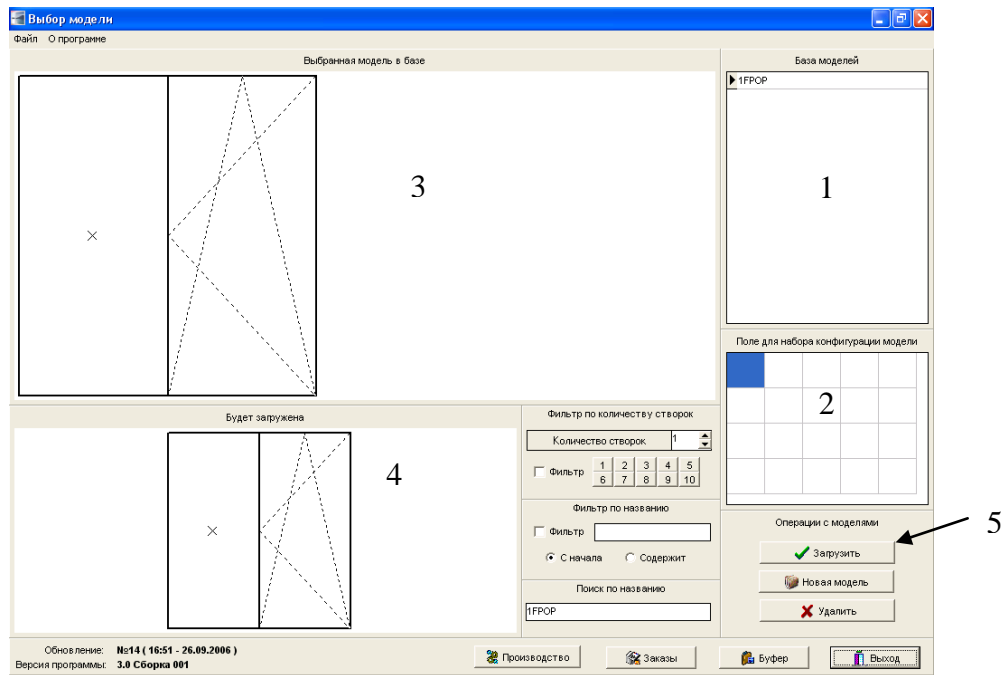 Выбор модели
Файл О программе
Выбранная модель в базе
База моделей
1FPOP
3
1
Поле для набора конфигурации модели
2
Будет загружена
4
Фильтр по количеству створок
Количество створок 1
Фильтр 1 2 3 4 5
6 7 8 9 10
Фильтр по названию
Фильтр
С начала Содержит
Поиск по названию
1FPOP
Операции с моделями
5
Загрузить
Новая модель
Удалить
Обновление: №14 ( 16:51 - 26.09.2006 )
Версия программы: 3.0 Сборка 001
Производство Заказы Буфер Выход